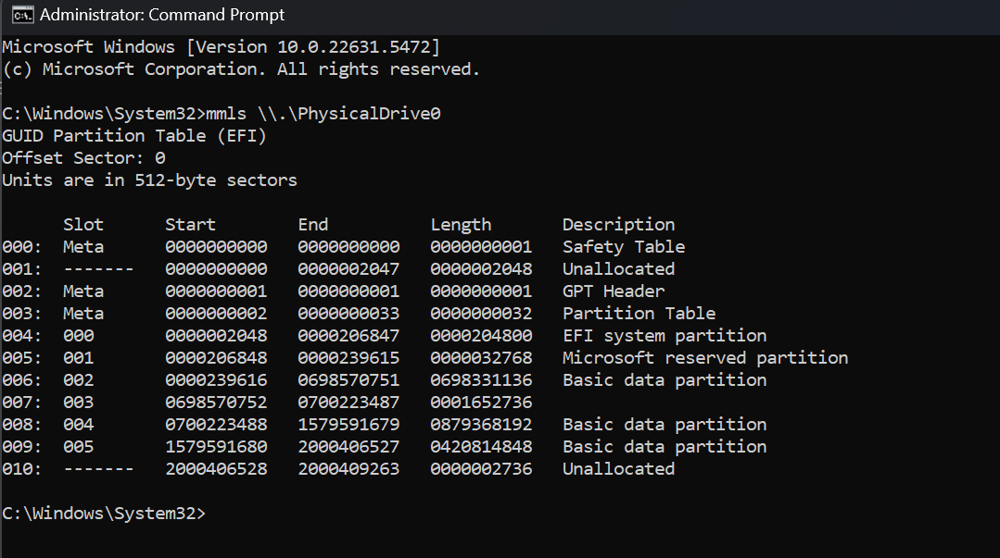 Administrator: Command Prompt
Microsoft Windows [Version 10.0.22631.5472]
(c) Microsoft Corporation. All rights reserved.
C:\Windows\System32>mmls \\.\PhysicalDrive0
GUID Partition Table (EFI)
Offset Sector: 0
Units are in 512-byte sectors
      Slot      Start        End          Length       Description
000:  Meta      0000000000   0000000000   0000000001   Safety Table
001:  -------   0000000000   0000002047   0000002048   Unallocated
002:  Meta      0000000001   0000000001   0000000001   GPT Header
003:  Meta      0000000002   0000000033   0000000032   Partition Table
004:  000       0000002048   0000206847   0000204800   EFI system partition
005:  001       0000206848   0000239615   0000032768   Microsoft reserved partition
006:  002       0000239616   0698570751   0698331136   Basic data partition
007:  003       0698570752   0700223487   0001652736
008:  004       0700223488   1579591679   0879368192   Basic data partition
009:  005       1579591680   2000406527   0420814848   Basic data partition
010:  -------   2000406528   2000409263   0000002736   Unallocated
C:\Windows\System32>